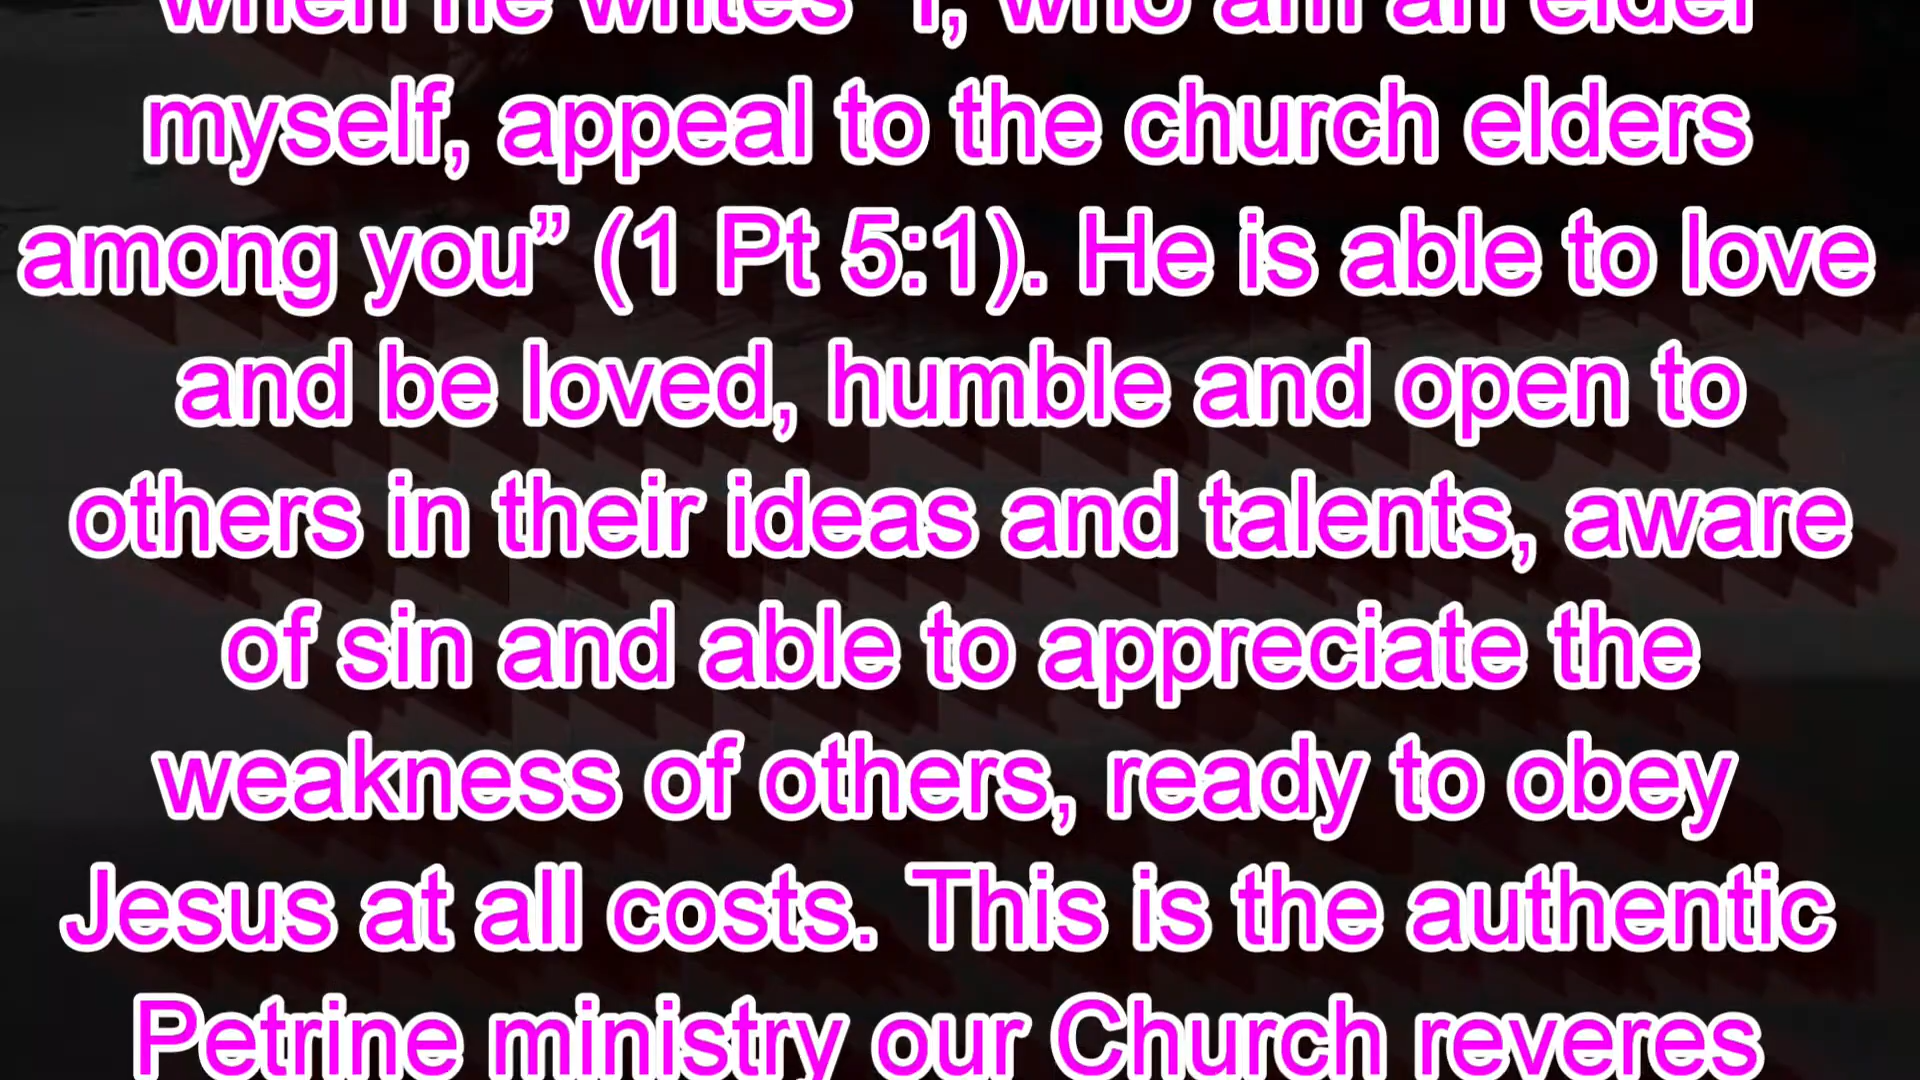 when he writes “I, who am an elder
myself, appeal to the church elders
among you” (1 Pt 5:1). He is able to love
and be loved, humble and open to
others in their ideas and talents, aware
of sin and able to appreciate the
weakness of others, ready to obey
Jesus at all costs. This is the authentic
Petrine ministry our Church reveres